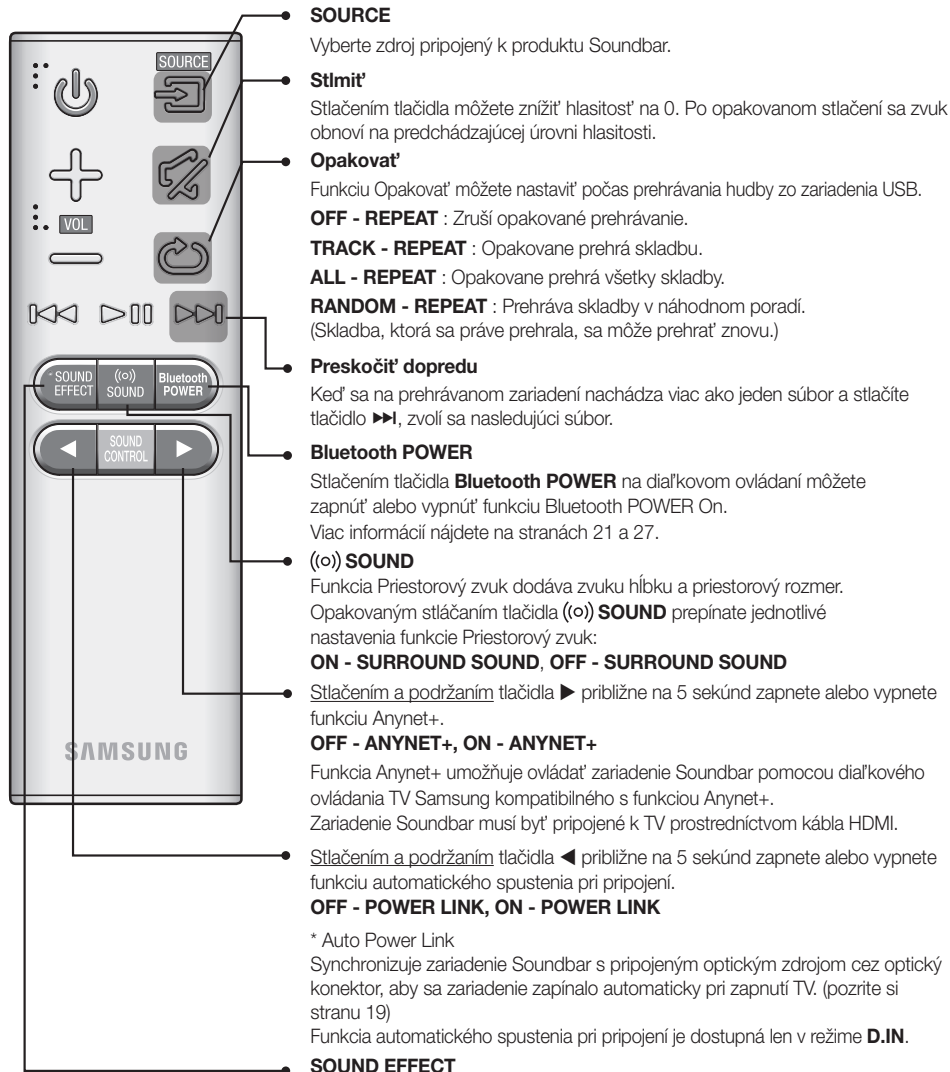 SOURCE
Vyberte zdroj pripojený k produktu Soundbar.
Stlmiť
Stlačením tlačidla môžete znížiť hlasitosť na 0. Po opakovanom stlačení sa zvuk
obnoví na predchádzajúcej úrovni hlasitosti.
Opakovať
Funkciu Opakovať môžete nastaviť počas prehrávania hudby zo zariadenia USB.
OFF - REPEAT : Zruší opakované prehrávanie.
TRACK - REPEAT : Opakovane prehrá skladbu.
ALL - REPEAT : Opakovane prehrá všetky skladby.
RANDOM - REPEAT : Prehráva skladby v náhodnom poradí.
(Skladba, ktorá sa práve prehrala, sa môže prehrať znovu.)
Preskočiť dopredu
Keď sa na prehrávanom zariadení nachádza viac ako jeden súbor a stlačíte
tlačidlo ▶▶I, zvolí sa nasledujúci súbor.
Bluetooth POWER
Stlačením tlačidla Bluetooth POWER na diaľkovom ovládaní môžete
zapnúť alebo vypnúť funkciu Bluetooth POWER On.
Viac informácií nájdete na stranách 21 a 27.
((o)) SOUND
Funkcia Priestorový zvuk dodáva zvuku hĺbku a priestorový rozmer.
Opakovaným stláčaním tlačidla ((o)) SOUND prepínate jednotlivé
nastavenia funkcie Priestorový zvuk:
ON - SURROUND SOUND, OFF - SURROUND SOUND
Stlačením a podržaním tlačidla ▶ približne na 5 sekúnd zapnete alebo vypnete
funkciu Anynet+.
OFF - ANYNET+, ON - ANYNET+
Funkcia Anynet+ umožňuje ovládať zariadenie Soundbar pomocou diaľkového
ovládania TV Samsung kompatibilného s funkciou Anynet+.
Zariadenie Soundbar musí byť pripojené k TV prostredníctvom kábla HDMI.
Stlačením a podržaním tlačidla ◀ približne na 5 sekúnd zapnete alebo vypnete
funkciu automatického spustenia pri pripojení.
OFF - POWER LINK, ON - POWER LINK
* Auto Power Link
Synchronizuje zariadenie Soundbar s pripojeným optickým zdrojom cez optický
konektor, aby sa zariadenie zapínalo automaticky pri zapnutí TV. (pozrite si
stranu 19)
Funkcia automatického spustenia pri pripojení je dostupná len v režime D.IN.
SOUND EFFECT
SOURCE
VOL
SOUND
EFFECT
((o))
SOUND
Bluetooth
POWER
SOUND
CONTROL
SAMSUNG